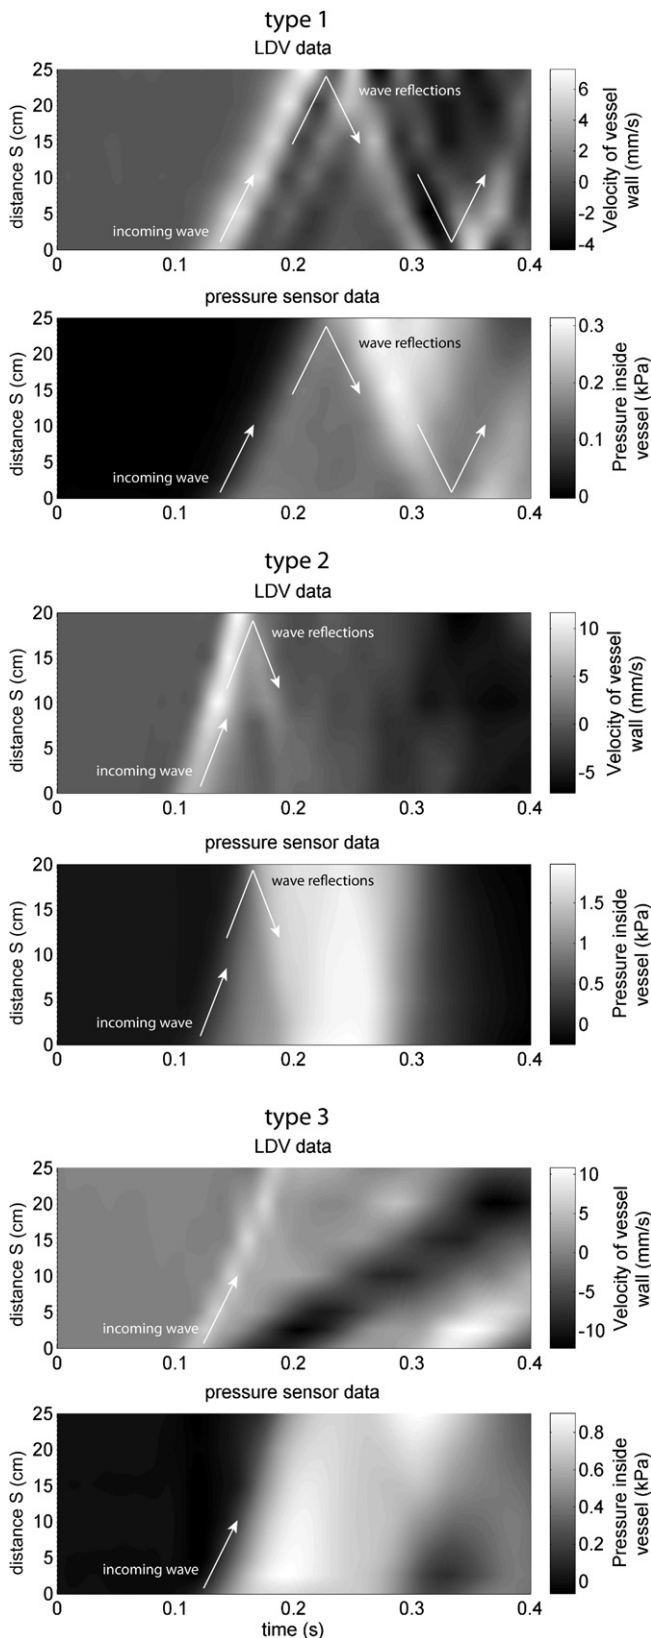 type 1
LDV data
25
20
15
10
5
0
distance S (cm)
wave reflections
incoming wave
0
0.1
0.2
0.3
0.4
6
4
2
0
-2
-4
Velocity of vessel
wall (mm/s)
pressure sensor data
25
20
15
10
5
0
distance S (cm)
wave reflections
incoming wave
0
0.1
0.2
0.3
0.4
0.3
0.2
0.1
0
Pressure inside
vessel (kPa)
type 2
LDV data
20
15
10
5
0
distance S (cm)
wave reflections
incoming wave
0
0.1
0.2
0.3
0.4
10
5
0
-5
Velocity of vessel
wall (mm/s)
pressure sensor data
20
15
10
5
0
distance S (cm)
wave reflections
incoming wave
0
0.1
0.2
0.3
0.4
1.5
1
0.5
0
Pressure inside
vessel (kPa)
type 3
LDV data
25
20
15
10
5
0
distance S (cm)
incoming wave
0
0.1
0.2
0.3
0.4
10
5
0
-5
-10
Velocity of vessel
wall (mm/s)
pressure sensor data
25
20
15
10
5
0
distance S (cm)
incoming wave
0
0.1
0.2
0.3
0.4
time (s)
0.8
0.6
0.4
0.2
0
Pressure inside
vessel (kPa)